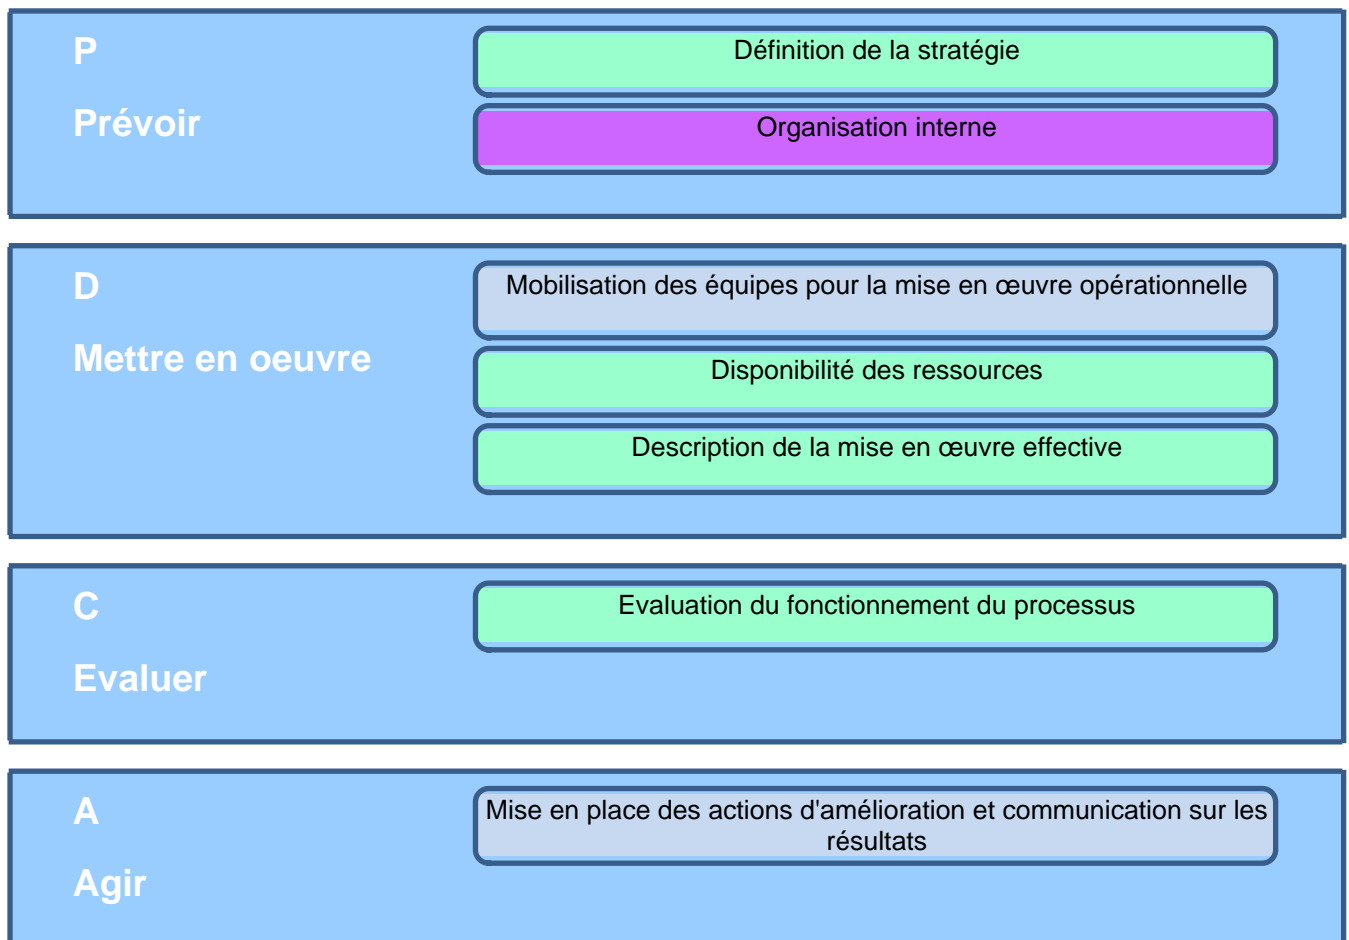 P
Définition de la stratégie
Prévoir
Organisation interne
D
Mobilisation des équipes pour la mise en œuvre opérationnelle
Mettre en oeuvre
Disponibilité des ressources
Description de la mise en œuvre effective
C
Evaluation du fonctionnement du processus
Evaluer
A
Mise en place des actions d'amélioration et communication sur les
résultats
Agir